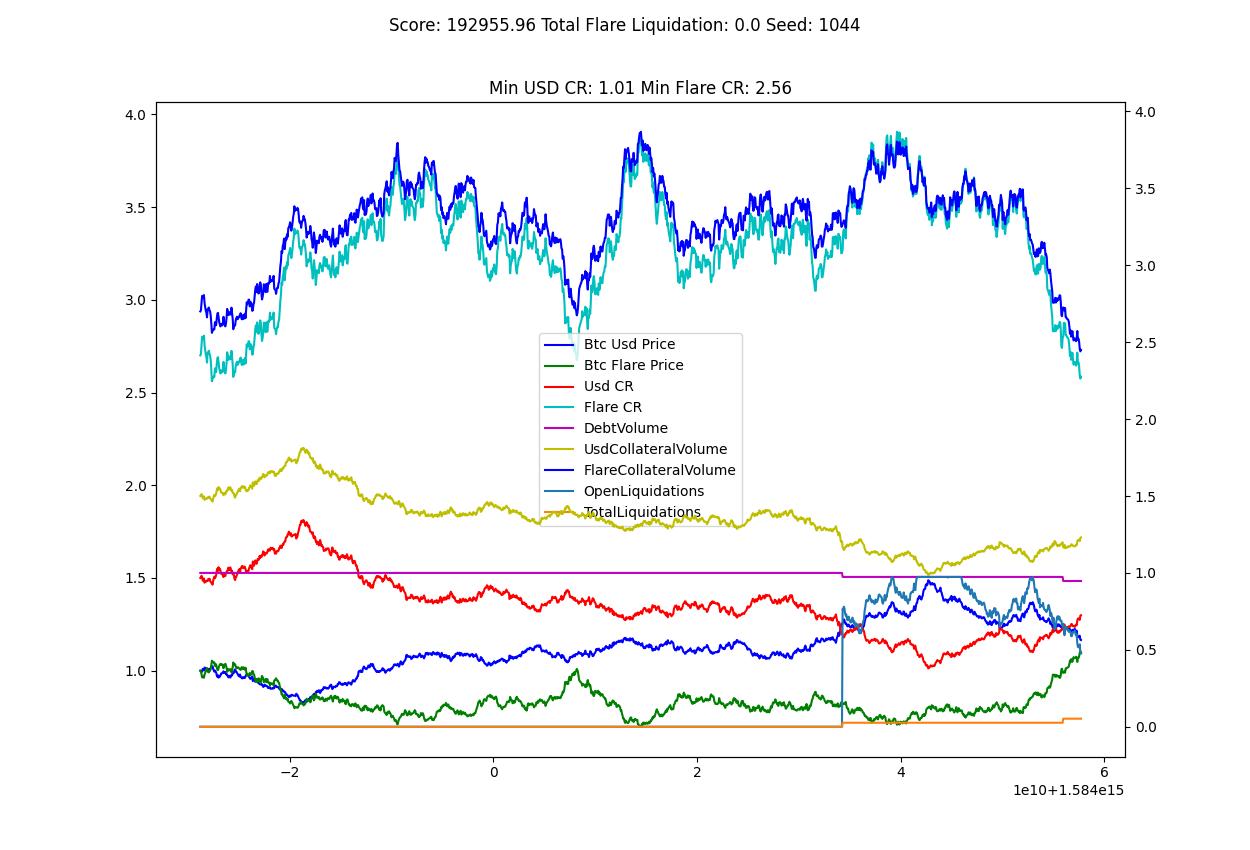 Score: 192955.96 Total Flare Liquidation: 0.0 Seed: 1044
Min USD CR: 1.01 Min Flare CR: 2.56
4.0
3.5
3.0
2.5
2.0
1.5
1.0
4.0
3.5
3.0
2.5
2.0
1.5
1.0
0.5
0.0
Btc Usd Price
Btc Flare Price
Usd CR
Flare CR
DebtVolume
UsdCollateralVolume
FlareCollateralVolume
OpenLiquidations
TotalLiquidations
−2 0 2 4 6
1e10+1.584e15